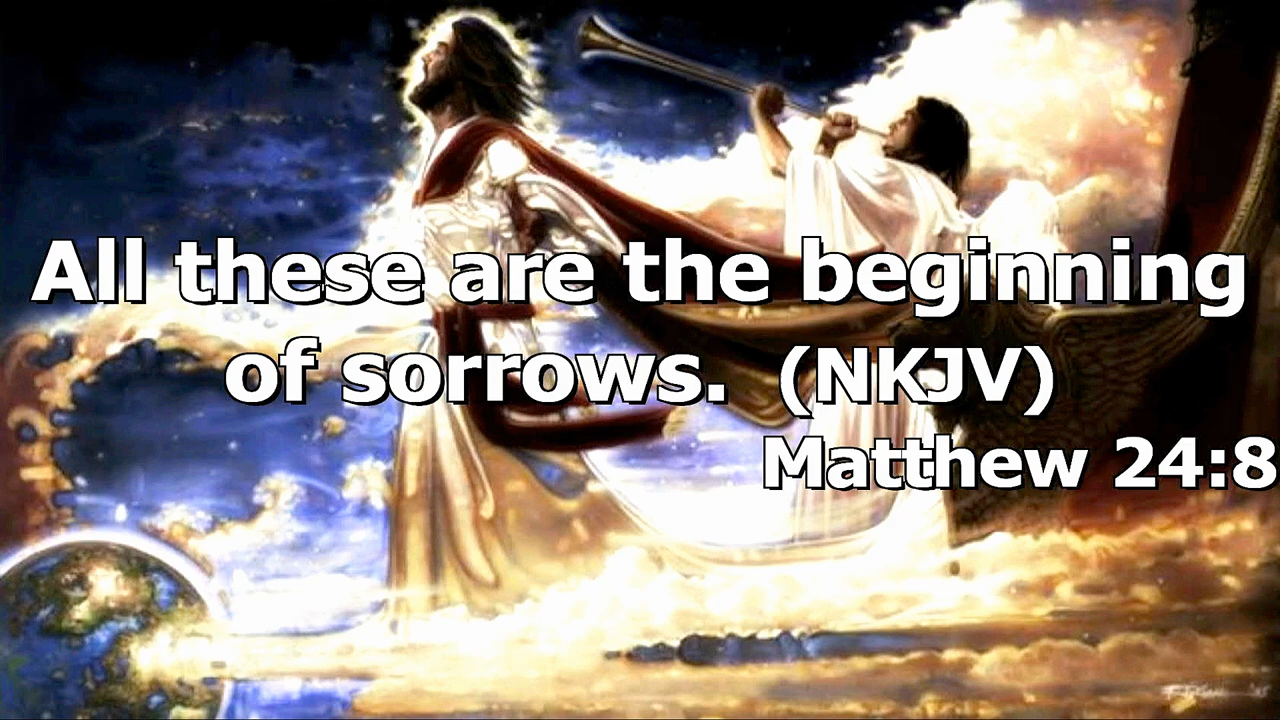 All these are the beginning
of sorrows.  (NKJV)
Matthew 24:8